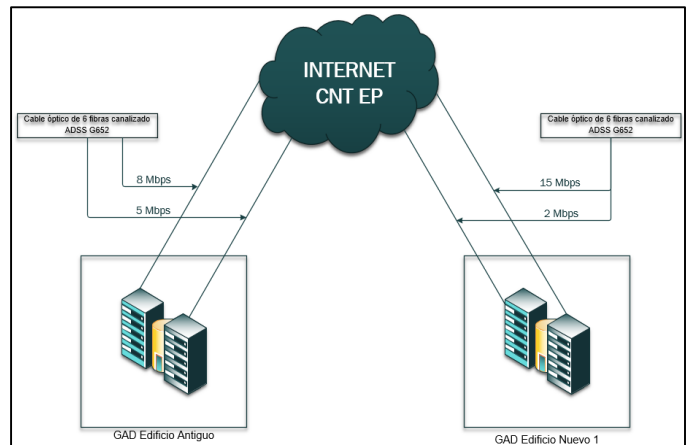 INTERNET
CNT EP
Cable óptico de 6 fibras canalizado
ADSS G652
Cable óptico de 6 fibras canalizado
ADSS G652
8 Mbps
15 Mbps
5 Mbps
2 Mbps
GAD Edificio Antiguo
GAD Edificio Nuevo 1